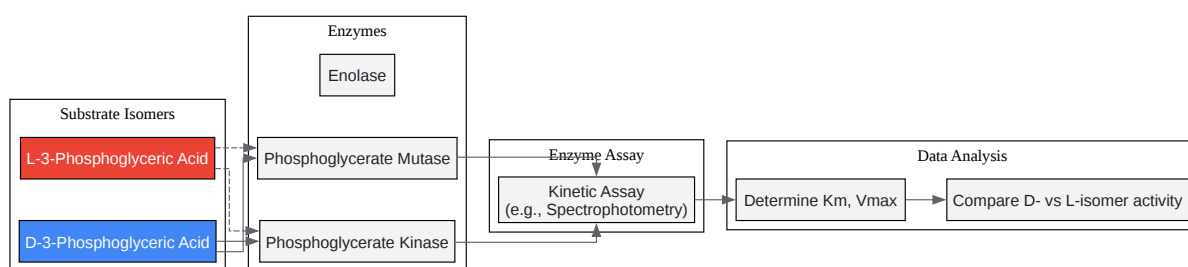 Substrate Isomers
L-3-Phosphoglyceric Acid
D-3-Phosphoglyceric Acid
Enzymes
Enolase
Phosphoglycerate Mutase
Phosphoglycerate Kinase
Enzyme Assay
Kinetic Assay
(e.g., Spectrophotometry)
Data Analysis
Determine Km, Vmax
Compare D- vs L-isomer activity